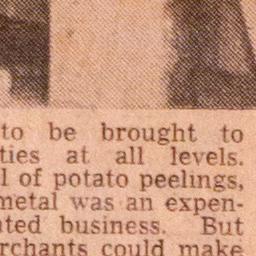 to be brought to
ties at all levels.
l of potato peelings,
metal was an expen-
ated business. But
rchants could make